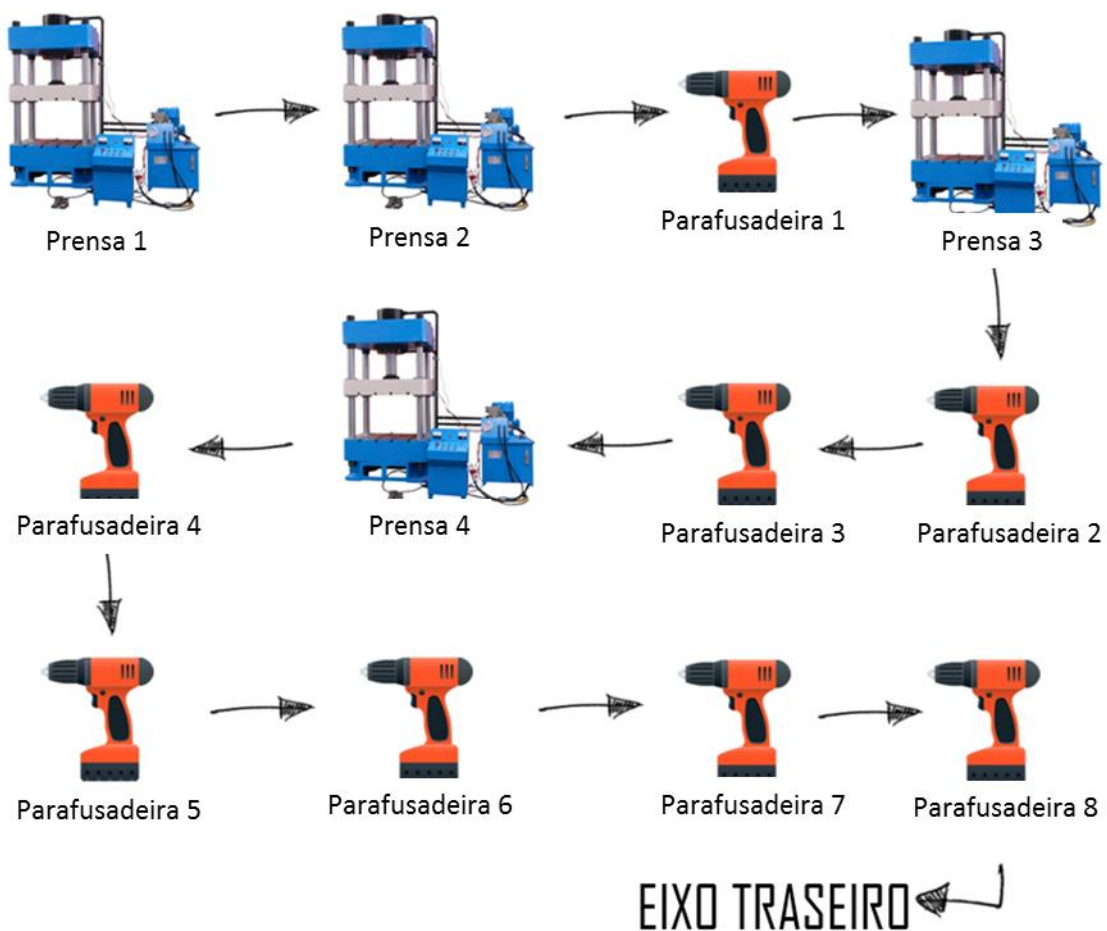 Prensa 1
Prensa 2
Parafusadeira 1
Prensa 3
Parafusadeira 4
Prensa 4
Parafusadeira 3
Parafusadeira 2
Parafusadeira 5
Parafusadeira 6
Parafusadeira 7
Parafusadeira 8
EIXO TRASEIRO